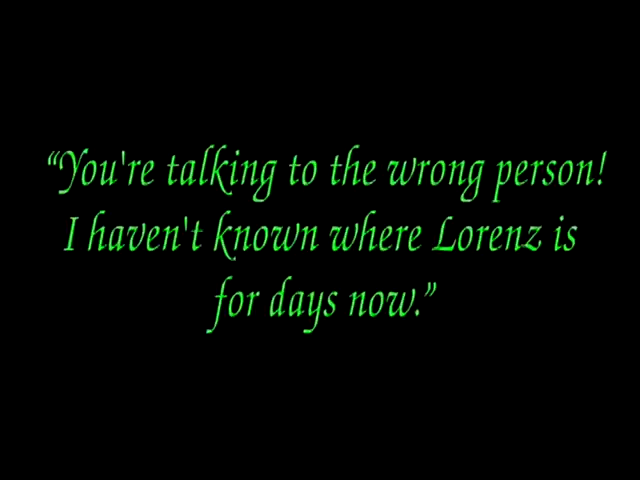 “You're talking to the wrong person!
I haven't known where Lorenz is
for days now.”